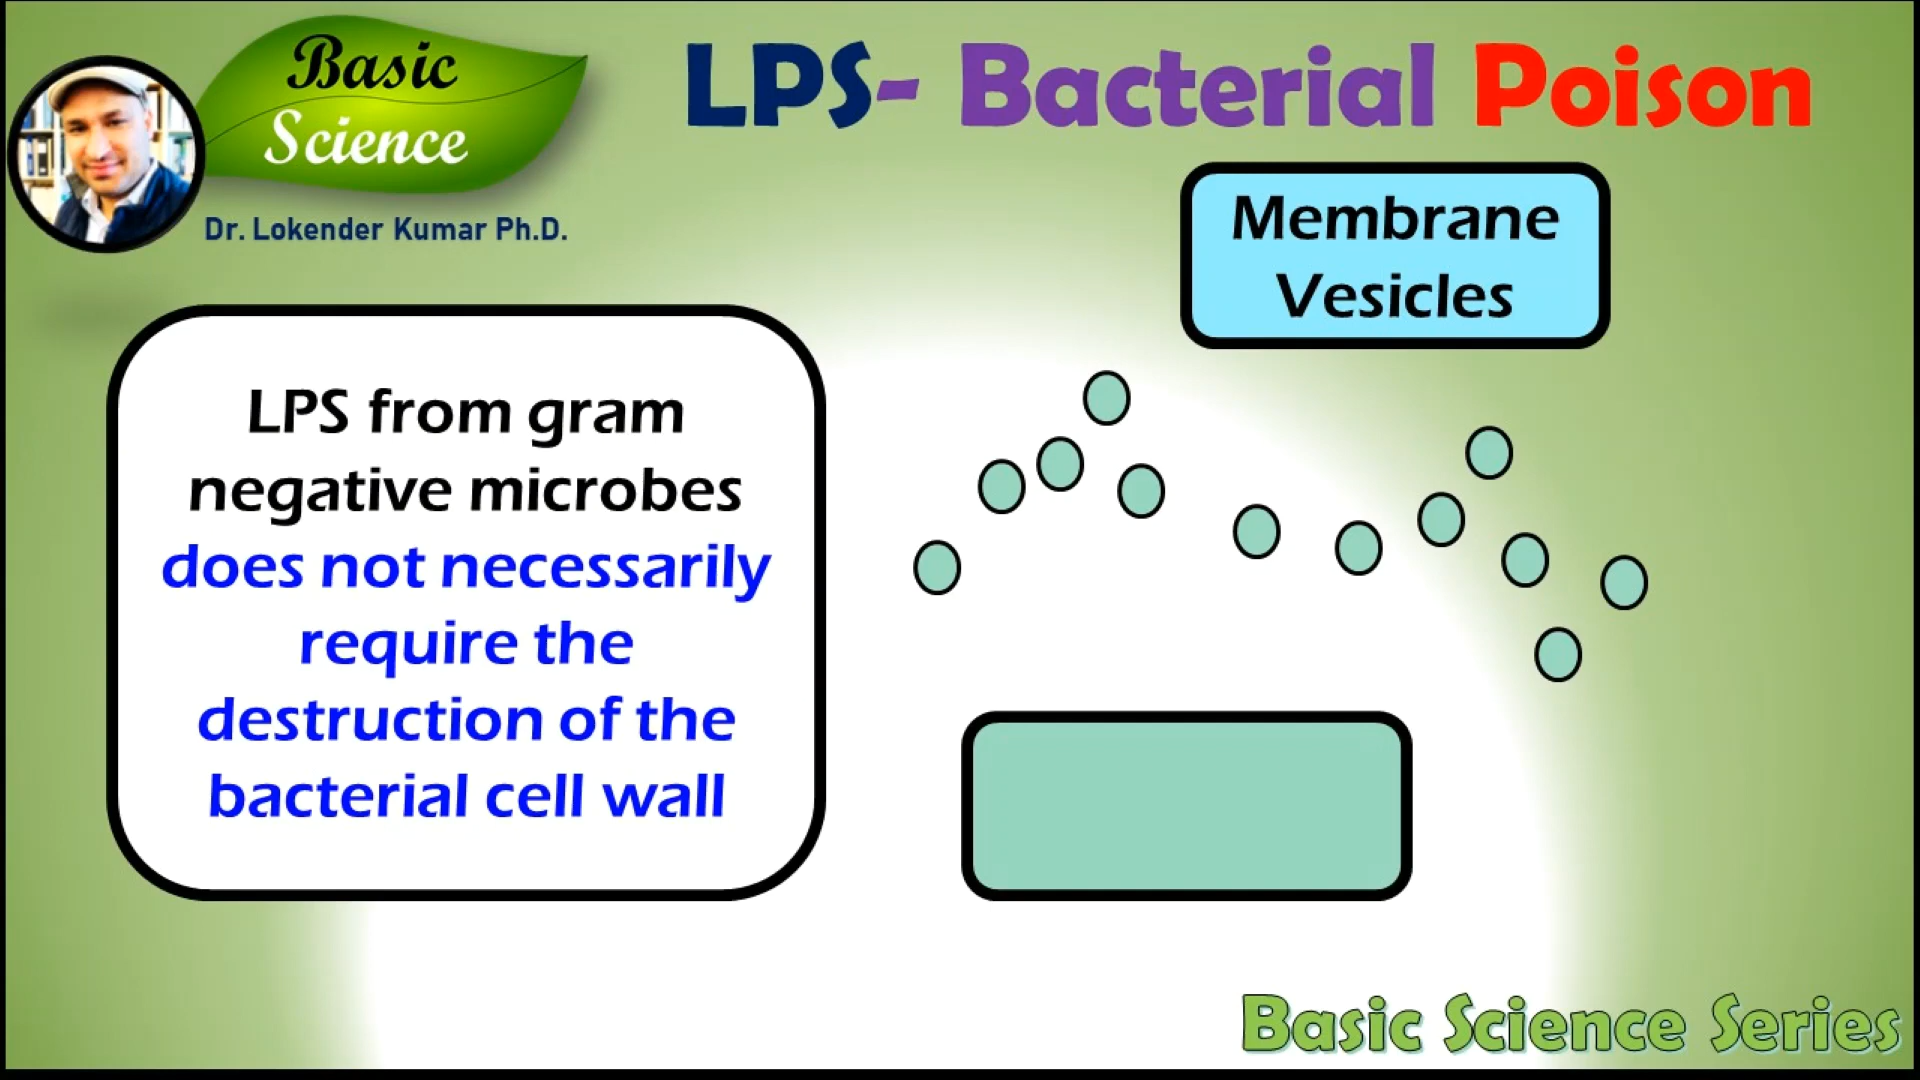 Basic
Science
Dr. Lokender Kumar Ph.D.
LPS- Bacterial Poison
Membrane
Vesicles
LPS from gram
negative microbes
does not necessarily
require the
destruction of the
bacterial cell wall
Basic Science Series